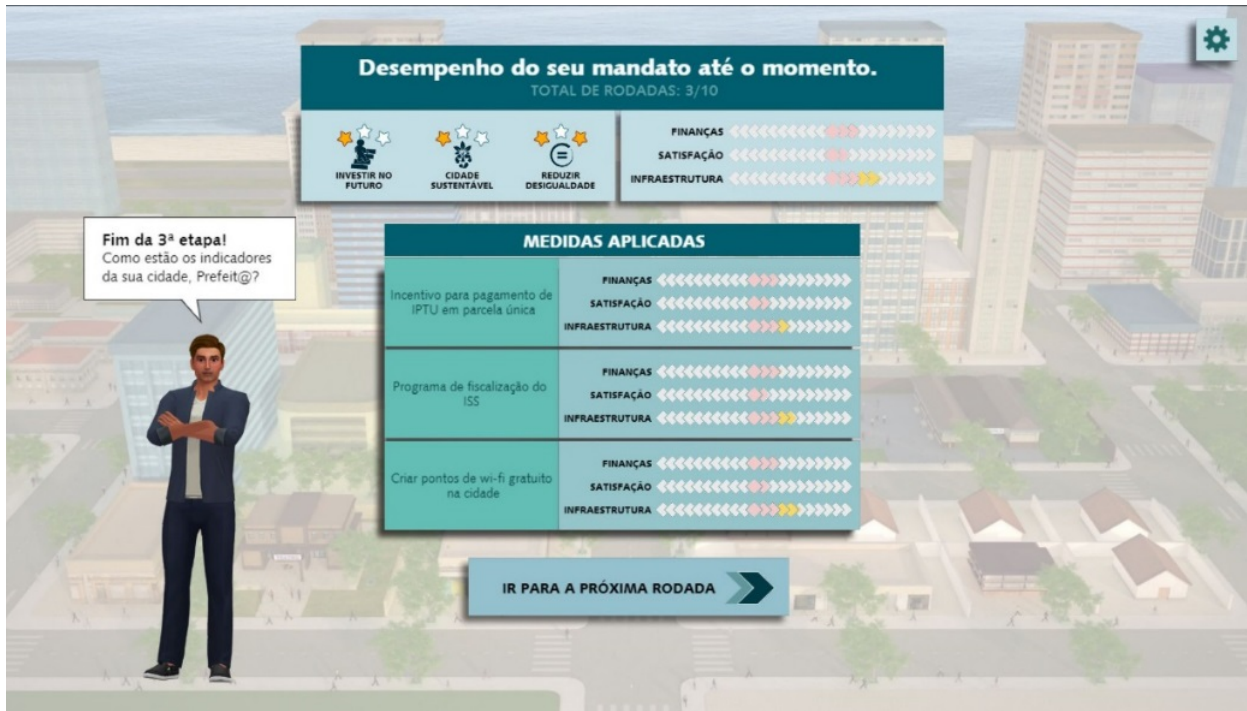 Desempenho do seu mandato até o momento.
TOTAL DE RODADAS: 3/10
INVESTIR NO
FUTURO
CIDADE
SUSTENTÁVEL
REDUZIR
DESIGUALDADE
FINANÇAS
SATISFAÇÃO
INFRAESTRUTURA
Fim da 3ª etapa!
Como estão os indicadores
da sua cidade, Prefeit@?
MEDIDAS APLICADAS
Incentivo para pagamento de
IPTU em parcela única
FINANÇAS
SATISFAÇÃO
INFRAESTRUTURA
Programa de fiscalização do
ISS
FINANÇAS
SATISFAÇÃO
INFRAESTRUTURA
Criar pontos de wi-fi gratuito
na cidade
FINANÇAS
SATISFAÇÃO
INFRAESTRUTURA
IR PARA A PRÓXIMA RODADA